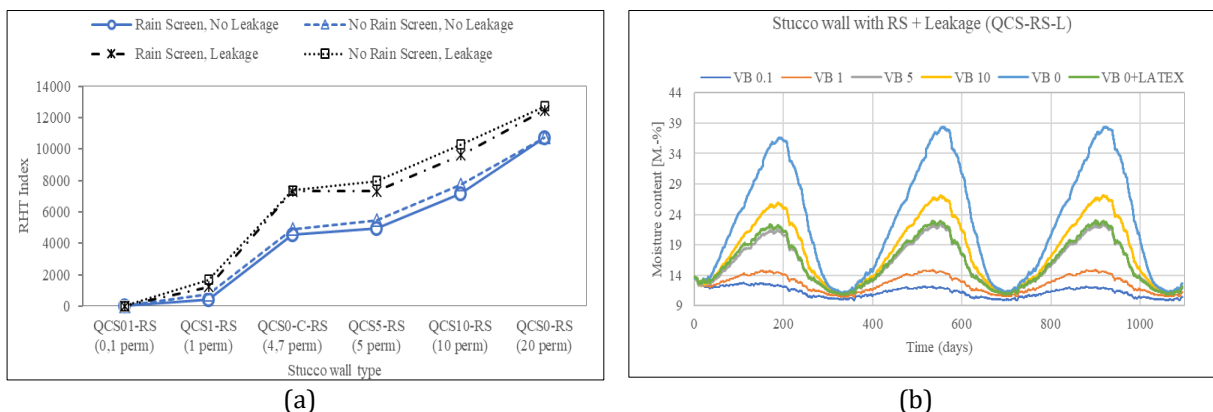 Rain Screen, No Leakage
No Rain Screen, No Leakage
Rain Screen, Leakage
No Rain Screen, Leakage
14000
12000
10000
8000
6000
4000
2000
0
RHT Index
QCS01-RS QCS1-RS QCS0-C-RS QCS5-RS QCS10-RS QCS0-RS
(0,1 perm) (1 perm) (4,7 perm) (5 perm) (10 perm) (20 perm)
Stucco wall type
(a)
Stucco wall with RS + Leakage (QCS-RS-L)
VB 0.1 VB 1 VB 5 VB 10 VB 0 VB 0+LATEX
44
39
34
29
24
19
14
9
Moisture content [M.-%]
0 200 400 600 800 1000
Time (days)
(b)